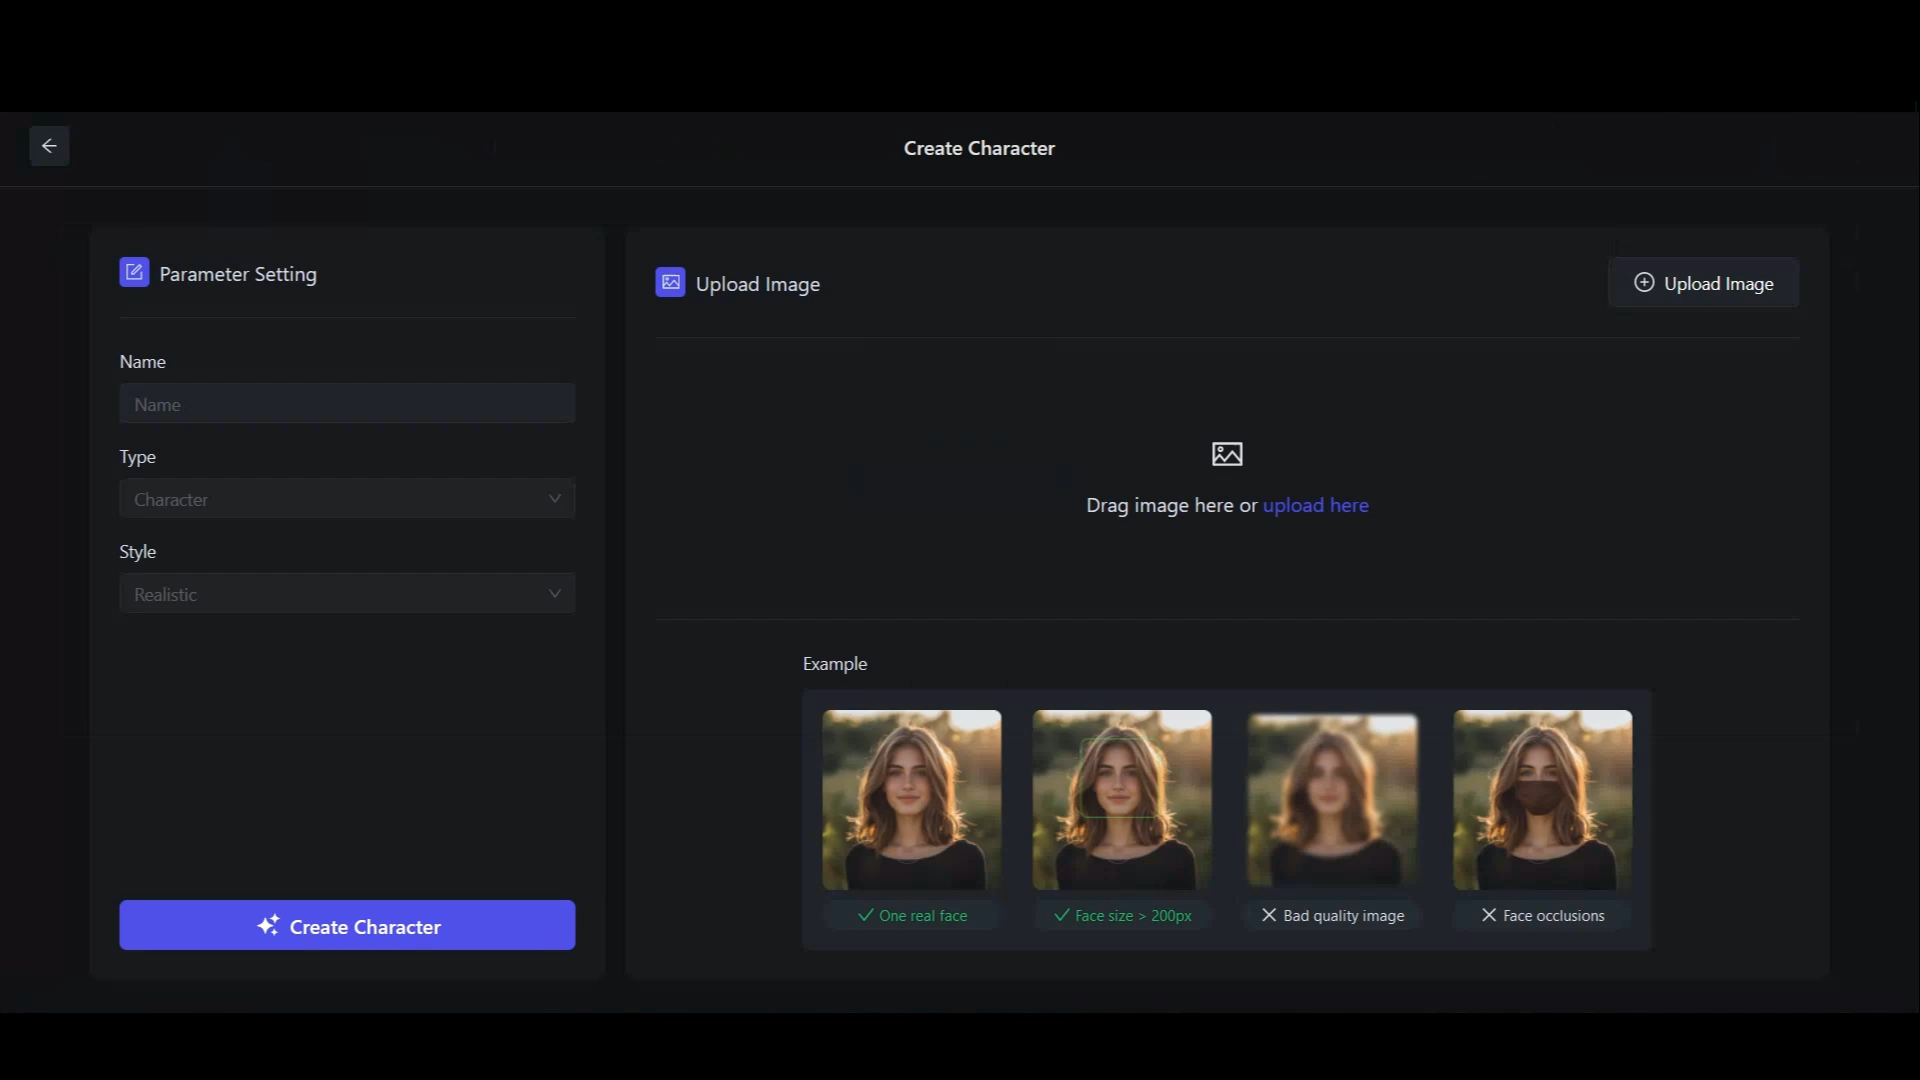 Create Character
Parameter Setting
Name
Name
Type
Character
Style
Realistic
Create Character
Upload Image
Upload Image
Drag image here or upload here
Example
One real face
Face size > 200px
Bad quality image
Face occlusions